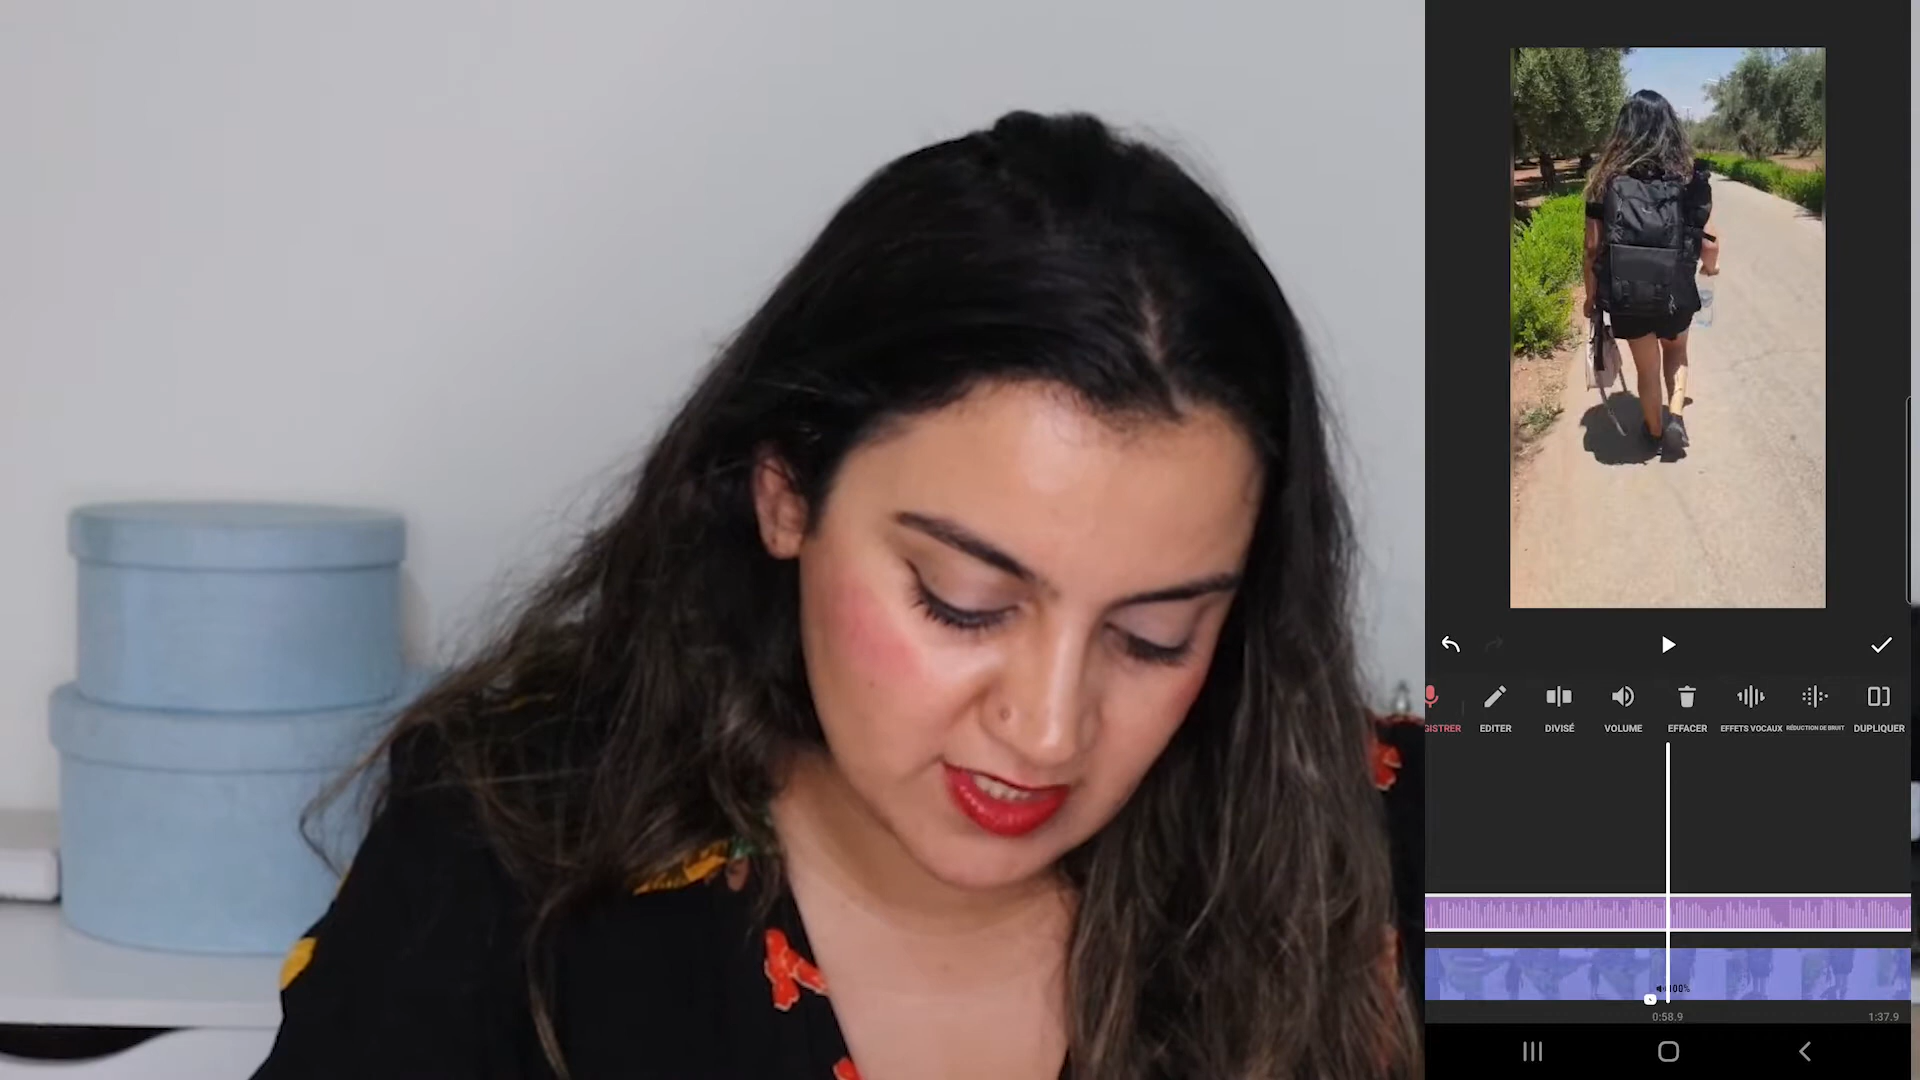 GISTRER EDITER DIVISÉ VOLUME EFFACER EFFETS VOCAUX RÉDUCTION DE BRUIT DUPLIQUER
100%
0:58.9 1:37.9